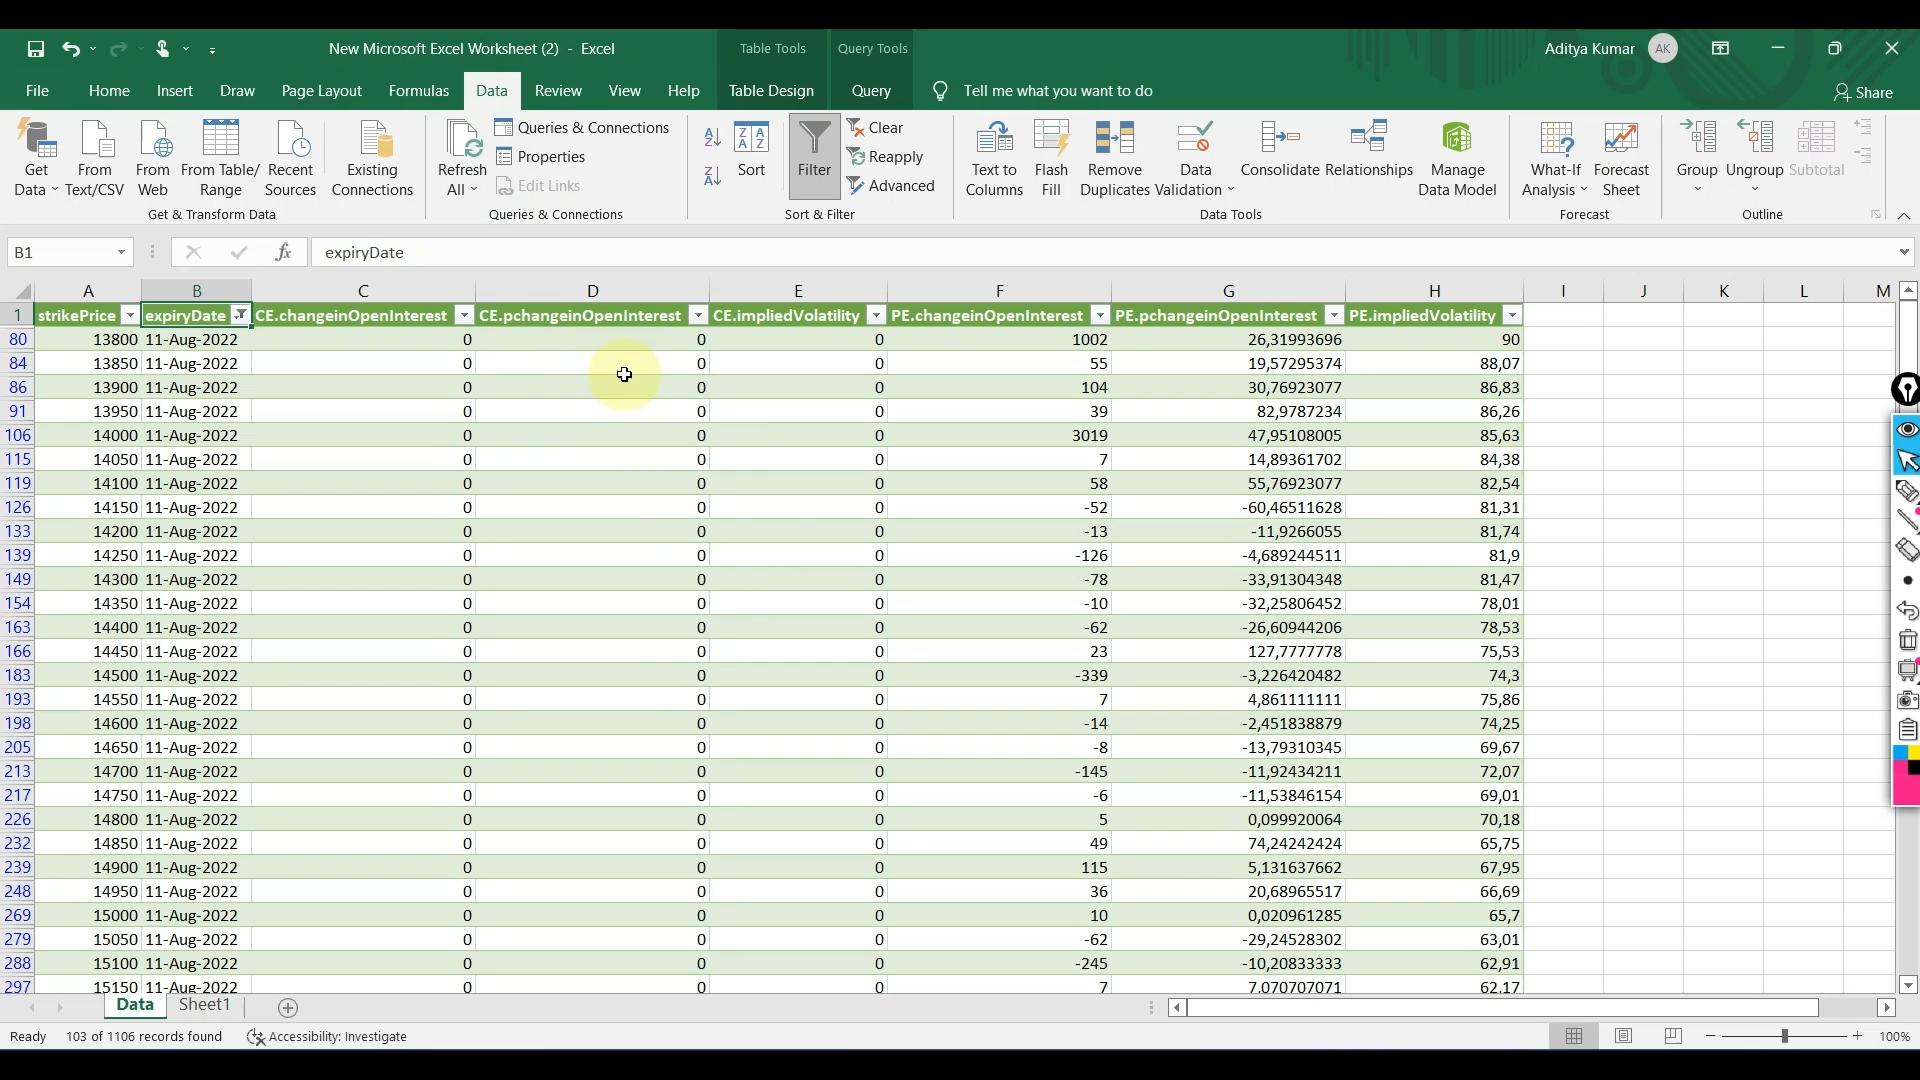 New Microsoft Excel Worksheet (2) - Excel
Table Tools
Query Tools
Aditya Kumar
AK
File
Home
Insert
Draw
Page Layout
Formulas
Data
Review
View
Help
Table Design
Query
Tell me what you want to do
Share
Get Data
From Text/CSV
From Web
From Table/ Range
Recent Sources
Existing Connections
Get & Transform Data
Refresh All
Queries & Connections
Properties
Edit Links
Queries & Connections
Sort
Filter
Clear
Reapply
Advanced
Sort & Filter
Text to Columns
Flash Fill
Remove Duplicates
Data Validation
Consolidate
Relationships
Manage Data Model
Data Tools
What-If Analysis
Forecast Sheet
Forecast
Group
Ungroup
Subtotal
Outline
B1
fx
expiryDate
A B C D E F G H I J K L M
1 strikePrice expiryDate CE.changeinOpenInterest CE.pchangeinOpenInterest CE.impliedVolatility PE.changeinOpenInterest PE.pchangeinOpenInterest PE.impliedVolatility
80 13800 11-Aug-2022 0 0 0 1002 26,31993696 90
84 13850 11-Aug-2022 0 0 0 55 19,57295374 88,07
86 13900 11-Aug-2022 0 0 0 104 30,76923077 86,83
91 13950 11-Aug-2022 0 0 0 39 82,9787234 86,26
106 14000 11-Aug-2022 0 0 0 3019 47,95108005 85,63
115 14050 11-Aug-2022 0 0 0 7 14,89361702 84,38
119 14100 11-Aug-2022 0 0 0 58 55,76923077 82,54
126 14150 11-Aug-2022 0 0 0 -52 -60,46511628 81,31
133 14200 11-Aug-2022 0 0 0 -13 -11,9266055 81,74
139 14250 11-Aug-2022 0 0 0 -126 -4,689244511 81,9
149 14300 11-Aug-2022 0 0 0 -78 -33,91304348 81,47
154 14350 11-Aug-2022 0 0 0 -10 -32,25806452 78,01
163 14400 11-Aug-2022 0 0 0 -62 -26,60944206 78,53
166 14450 11-Aug-2022 0 0 0 23 127,7777778 75,53
183 14500 11-Aug-2022 0 0 0 -339 -3,226420482 74,3
193 14550 11-Aug-2022 0 0 0 7 4,861111111 75,86
198 14600 11-Aug-2022 0 0 0 -14 -2,451838879 74,25
205 14650 11-Aug-2022 0 0 0 -8 -13,79310345 69,67
213 14700 11-Aug-2022 0 0 0 -145 -11,92434211 72,07
217 14750 11-Aug-2022 0 0 0 -6 -11,53846154 69,01
226 14800 11-Aug-2022 0 0 0 5 0,099920064 70,18
232 14850 11-Aug-2022 0 0 0 49 74,24242424 65,75
239 14900 11-Aug-2022 0 0 0 115 5,131637662 67,95
248 14950 11-Aug-2022 0 0 0 36 20,68965517 66,69
269 15000 11-Aug-2022 0 0 0 10 0,020961285 65,7
279 15050 11-Aug-2022 0 0 0 -62 -29,24528302 63,01
288 15100 11-Aug-2022 0 0 0 -245 -10,20833333 62,91
297 15150 11-Aug-2022 0 0 0 7 7,070707071 62,17
Data
Sheet1
Ready
103 of 1106 records found
Accessibility: Investigate
100%